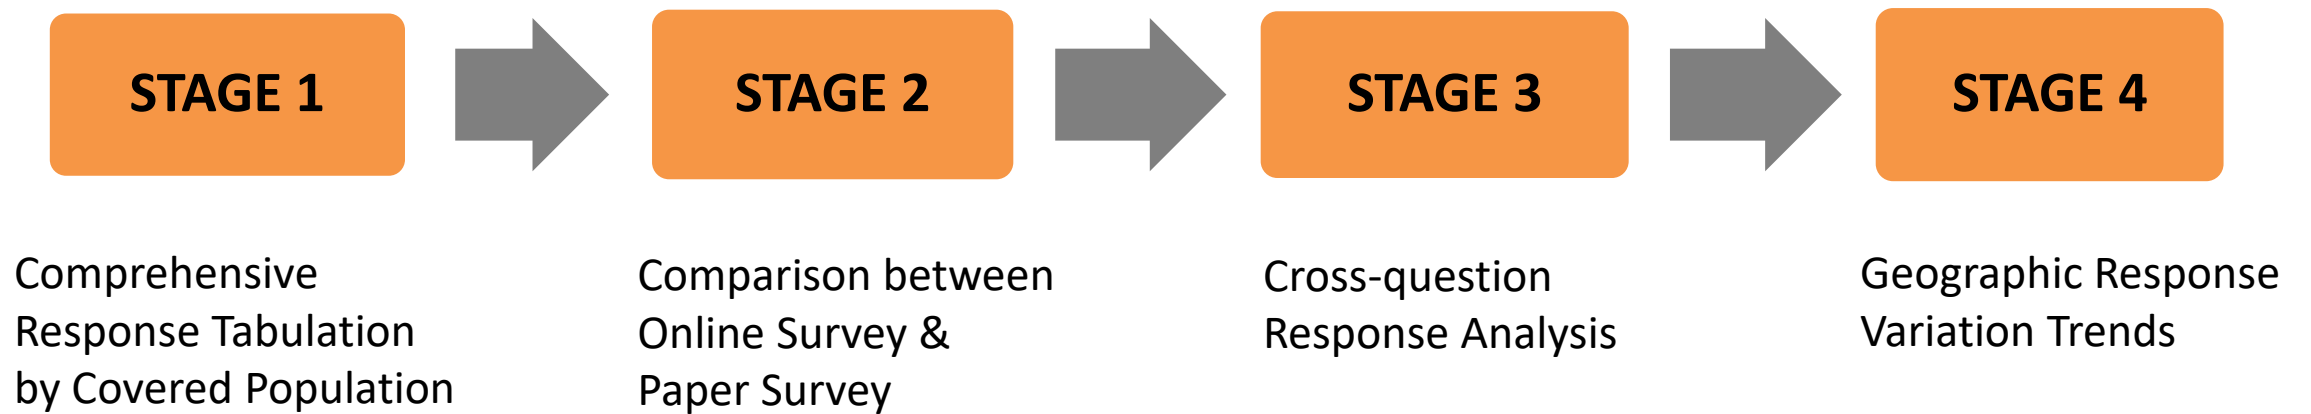 STAGE 1
STAGE 2
STAGE 3
STAGE 4
Comprehensive
Response Tabulation
by Covered Population
Comparison between
Online Survey &
Paper Survey
Cross-question
Response Analysis
Geographic Response
Variation Trends